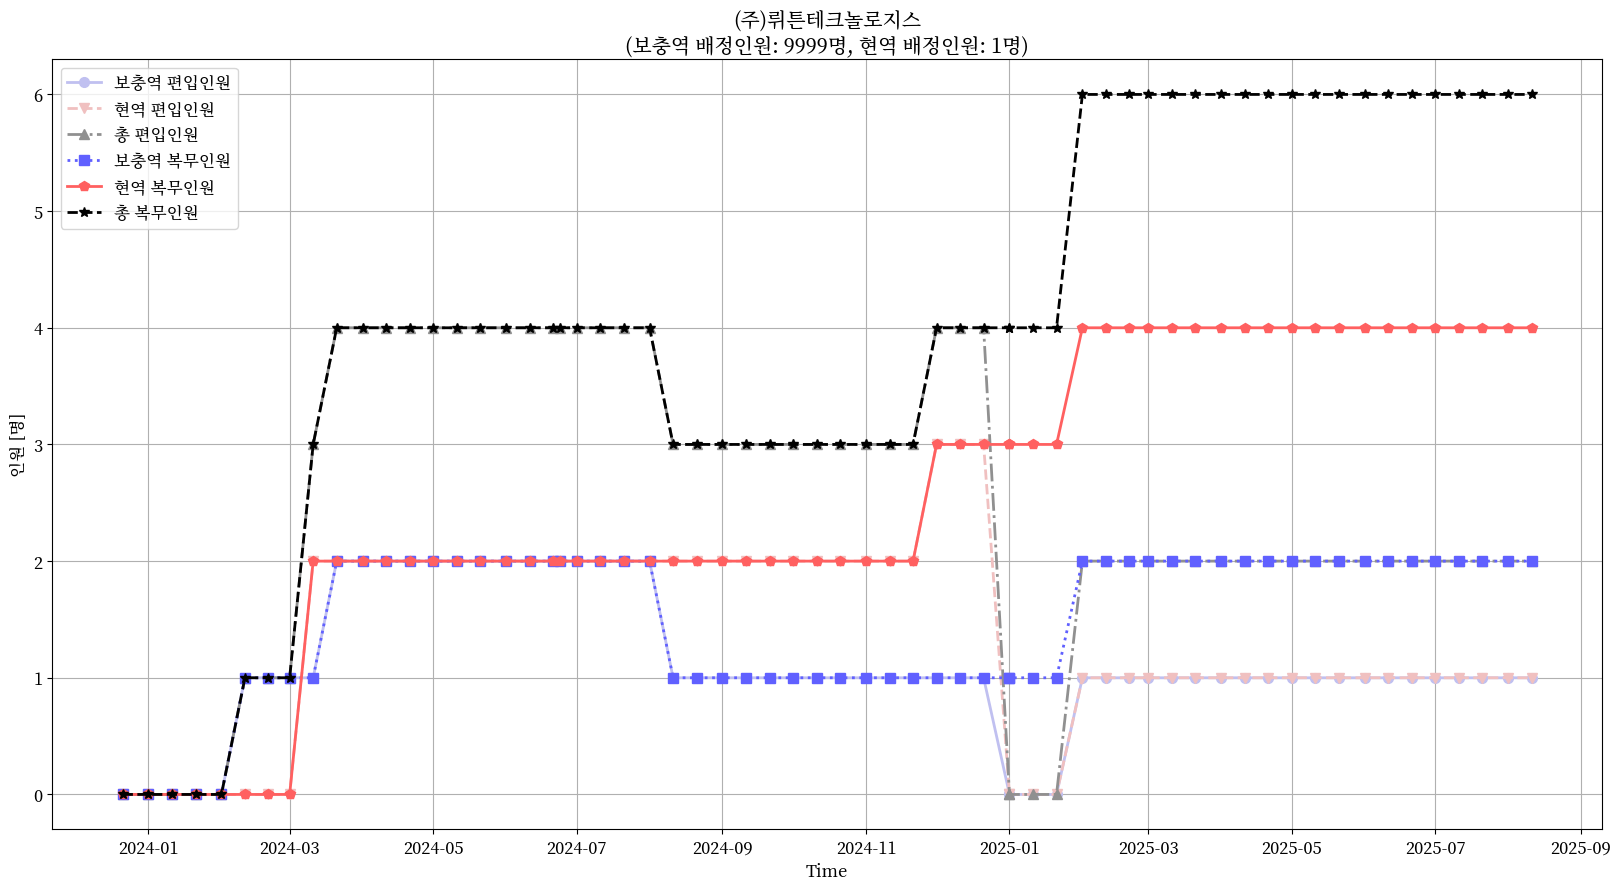 (주)뤼튼테크놀로지스
(보충역 배정인원: 9999명, 현역 배정인원: 1명)
보충역 편입인원
현역 편입인원
총 편입인원
보충역 복무인원
현역 복무인원
총 복무인원
인원 [명]
6
5
4
3
2
1
0
2024-01
2024-03
2024-05
2024-07
2024-09
2024-11
2025-01
2025-03
2025-05
2025-07
2025-09
Time